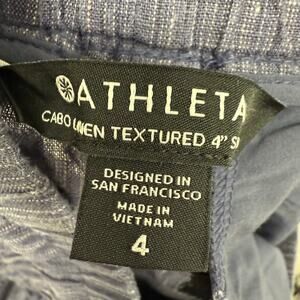 ATHLETA
CABO LINEN TEXTURED 4"
DESIGNED IN
SAN FRANCISCO
MADE IN
VIETNAM
4